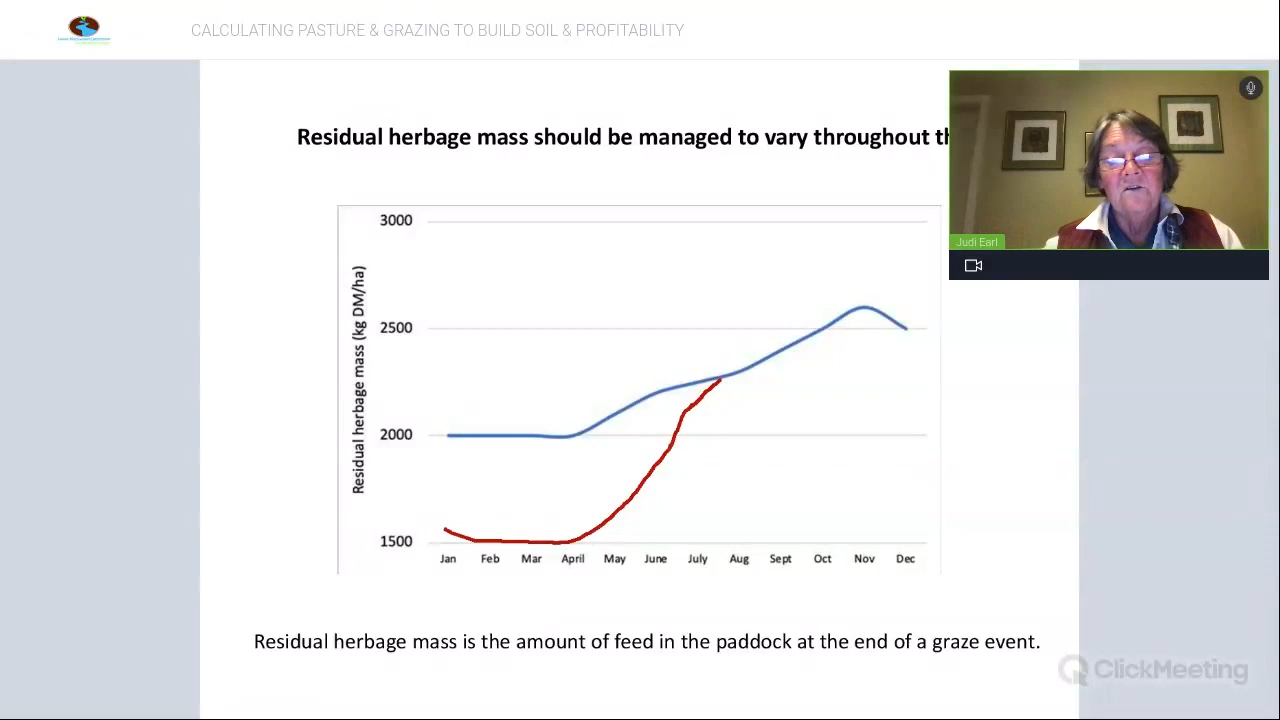 CALCULATING PASTURE & GRAZING TO BUILD SOIL & PROFITABILITY
Residual herbage mass should be managed to vary throughout th
Judi Earl
Residual herbage mass (kg DM/ha)
3000
2500
2000
1500
Jan Feb Mar April May June July Aug Sept Oct Nov Dec
Residual herbage mass is the amount of feed in the paddock at the end of a graze event.
ClickMeeting